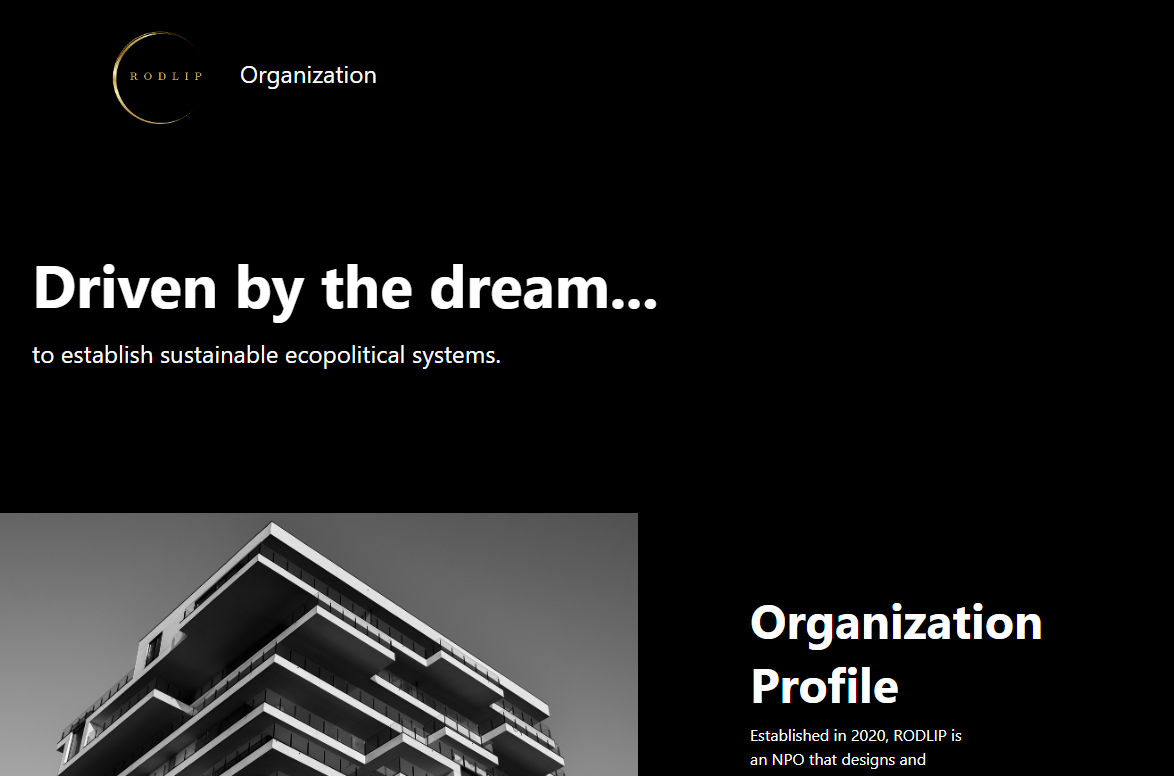 RODLIP
Organization
Driven by the dream...
to establish sustainable ecopolitical systems.
Organization
Profile
Established in 2020, RODLIP is
an NPO that designs and